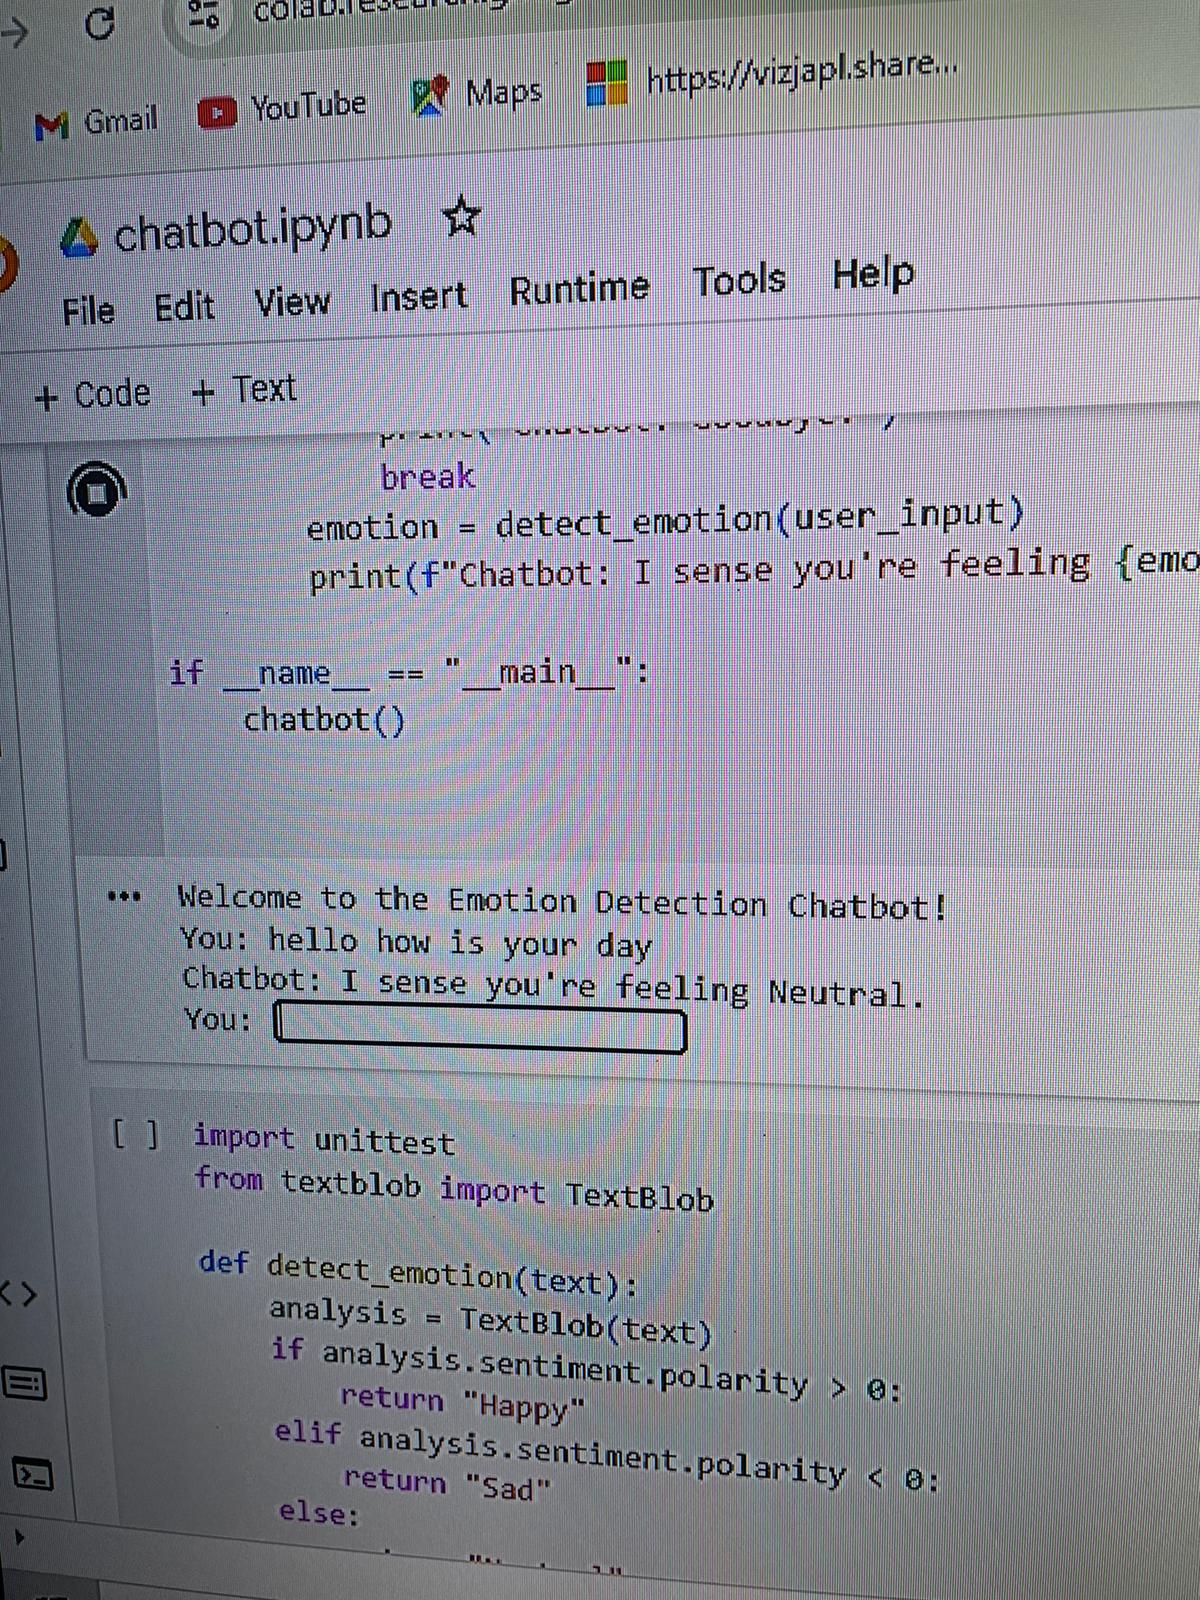 Gmail YouTube Maps https://vizjapl.share...
chatbot.ipynb
File Edit View Insert Runtime Tools Help
+ Code + Text
break
emotion = detect_emotion(user_input)
print(f"Chatbot: I sense you're feeling {emo
if __name__ == "__main__":
chatbot()
... Welcome to the Emotion Detection Chatbot!
You: hello how is your day
Chatbot: I sense you're feeling Neutral.
You:
[ ] import unittest
from textblob import TextBlob
def detect_emotion(text):
analysis = TextBlob(text)
if analysis.sentiment.polarity > 0:
return "Happy"
elif analysis.sentiment.polarity < 0:
return "Sad"
else: